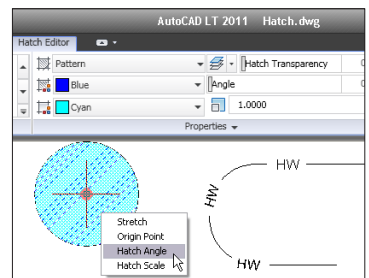 AutoCAD LT 2011 Hatch.dwg
Hatch Editor
Pattern Hatch Transparency
Blue Angle
Cyan 1.0000
Properties
HW
HW
HW
Stretch
Origin Point
Hatch Angle
Hatch Scale